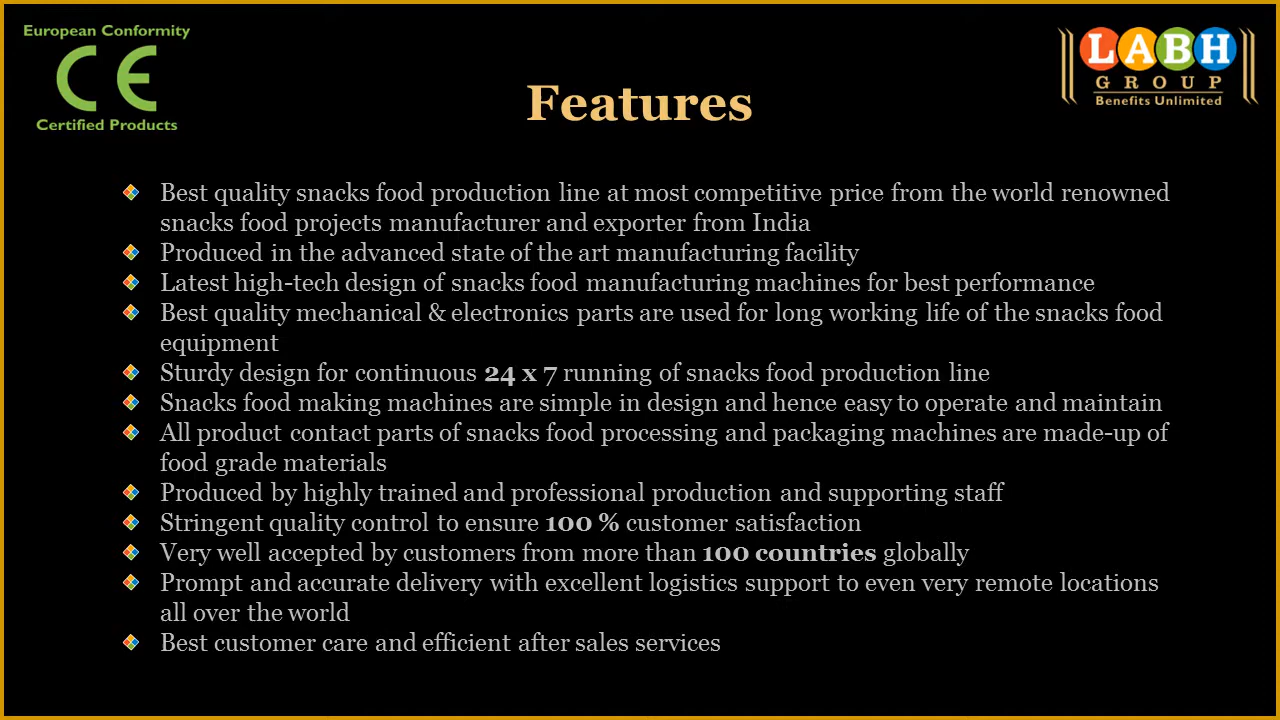 European Conformity
CE
Certified Products
LABH
GROUP
Benefits Unlimited
Features
Best quality snacks food production line at most competitive price from the world renowned
snacks food projects manufacturer and exporter from India
Produced in the advanced state of the art manufacturing facility
Latest high-tech design of snacks food manufacturing machines for best performance
Best quality mechanical & electronics parts are used for long working life of the snacks food
equipment
Sturdy design for continuous 24 x 7 running of snacks food production line
Snacks food making machines are simple in design and hence easy to operate and maintain
All product contact parts of snacks food processing and packaging machines are made-up of
food grade materials
Produced by highly trained and professional production and supporting staff
Stringent quality control to ensure 100 % customer satisfaction
Very well accepted by customers from more than 100 countries globally
Prompt and accurate delivery with excellent logistics support to even very remote locations
all over the world
Best customer care and efficient after sales services